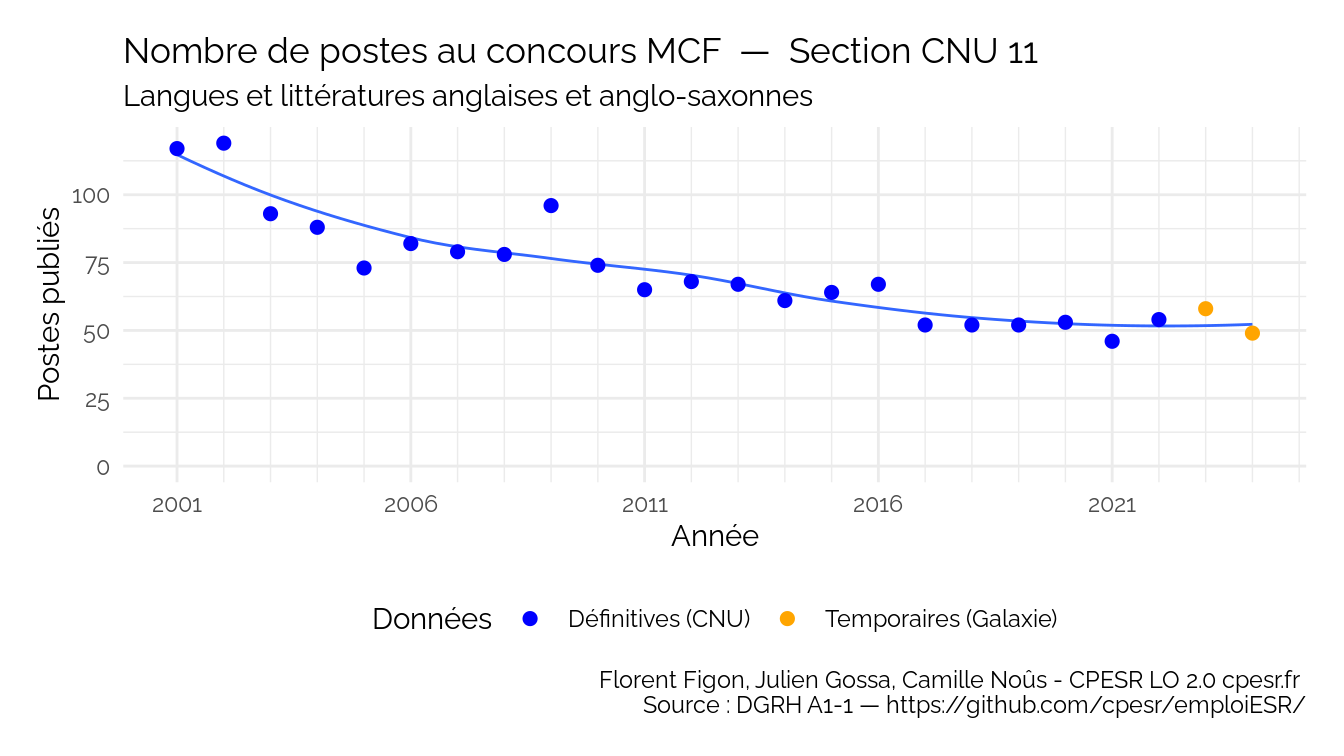 Nombre de postes au concours MCF — Section CNU 11
Langues et littératures anglaises et anglo-saxonnes
Postes publiés
100
75
50
25
0
2001 2006 2011 2016 2021
Année
Données Définitives (CNU) Temporaires (Galaxie)
Florent Figon, Julien Gossa, Camille Noûs - CPESR LO 2.0 cpesr.fr
Source : DGRH A1-1 — https://github.com/cpesr/emploiESR/